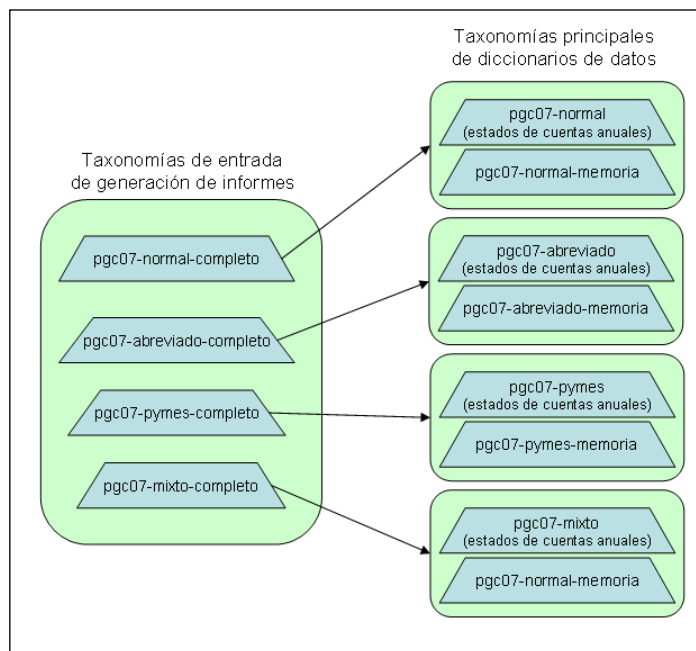 Taxonomías principales
de diccionarios de datos
pgc07-normal
(estados de cuentas anuales)
pgc07-normal-memoria
Taxonomías de entrada
de generación de informes
pgc07-normal-completo
pgc07-abreviado-completo
pgc07-pymes-completo
pgc07-mixto-completo
pgc07-abreviado
(estados de cuentas anuales)
pgc07-abreviado-memoria
pgc07-pymes
(estados de cuentas anuales)
pgc07-pymes-memoria
pgc07-mixto
(estados de cuentas anuales)
pgc07-normal-memoria